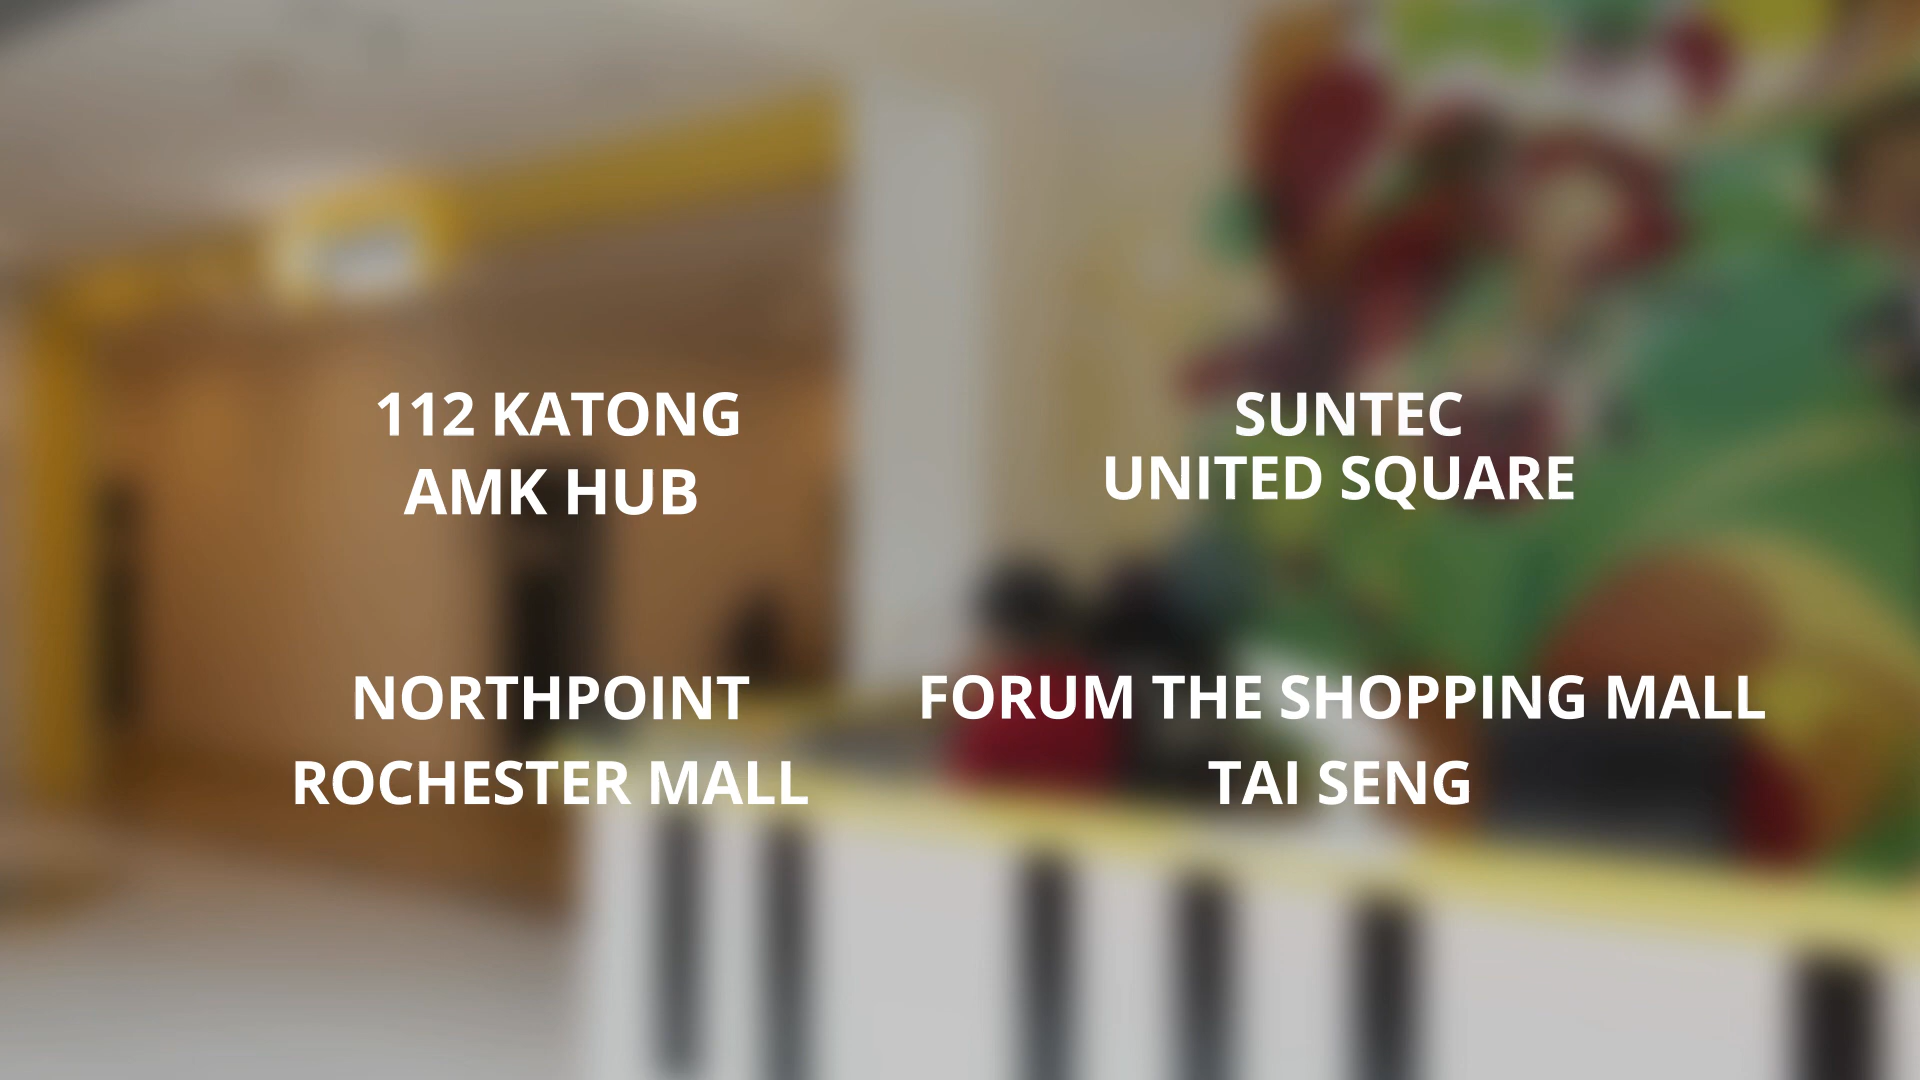 112 KATONG
AMK HUB
SUNTEC
UNITED SQUARE
NORTHPOINT
ROCHESTER MALL
FORUM THE SHOPPING MALL
TAI SENG